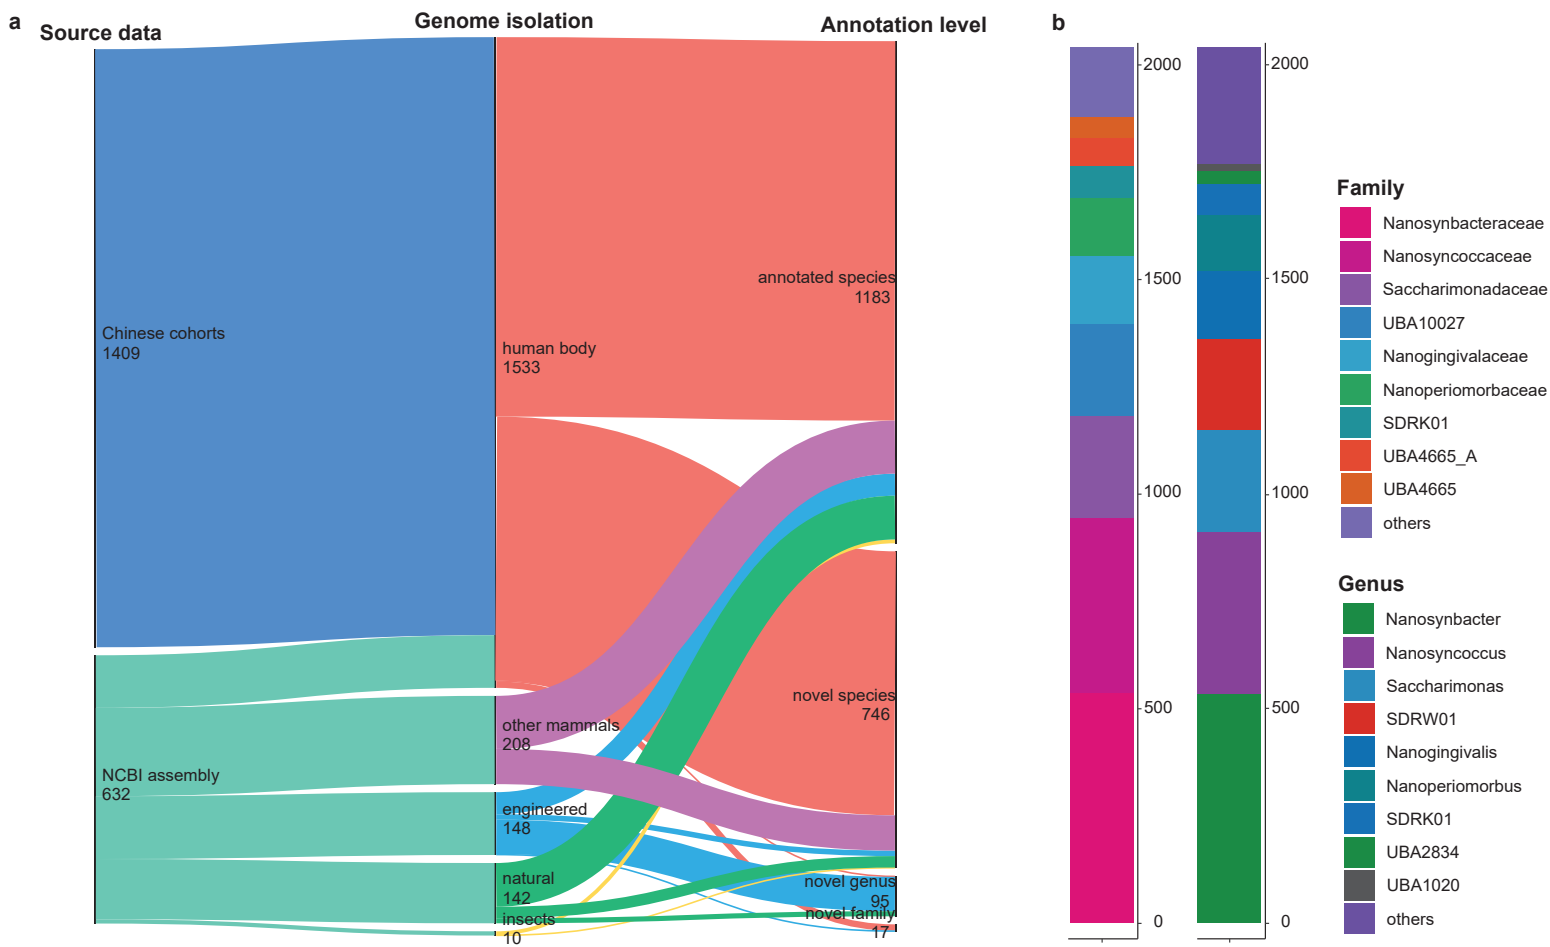 a
Source data
Genome isolation
Annotation level
Chinese cohorts
1409
NCBI assembly
632
human body
1533
other mammals
208
engineered
148
natural
142
insects
10
annotated species
1183
novel species
746
novel genus
95
novel family
17
b
2000
1500
1000
500
0
2000
1500
1000
500
0
Family
Nanosynbacteraceae
Nanosyncoccaceae
Saccharimonadaceae
UBA10027
Nanogingivalaceae
Nanoperiomorbaceae
SDRK01
UBA4665_A
UBA4665
others
Genus
Nanosynbacter
Nanosyncoccus
Saccharimonas
SDRW01
Nanogingivalis
Nanoperiomorbus
SDRK01
UBA2834
UBA1020
others